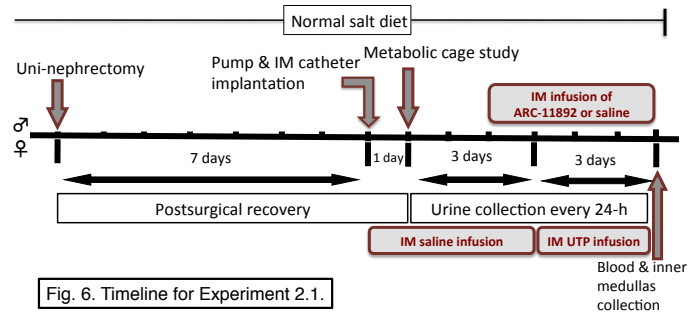 Normal salt diet
Uni-nephrectomy
Pump & IM catheter
implantation
Metabolic cage study
IM infusion of
ARC-11892 or saline
♂
♀
7 days
1 day
3 days
3 days
Postsurgical recovery
Urine collection every 24-h
IM saline infusion
IM UTP infusion
Blood & inner
medullas
collection
Fig. 6. Timeline for Experiment 2.1.